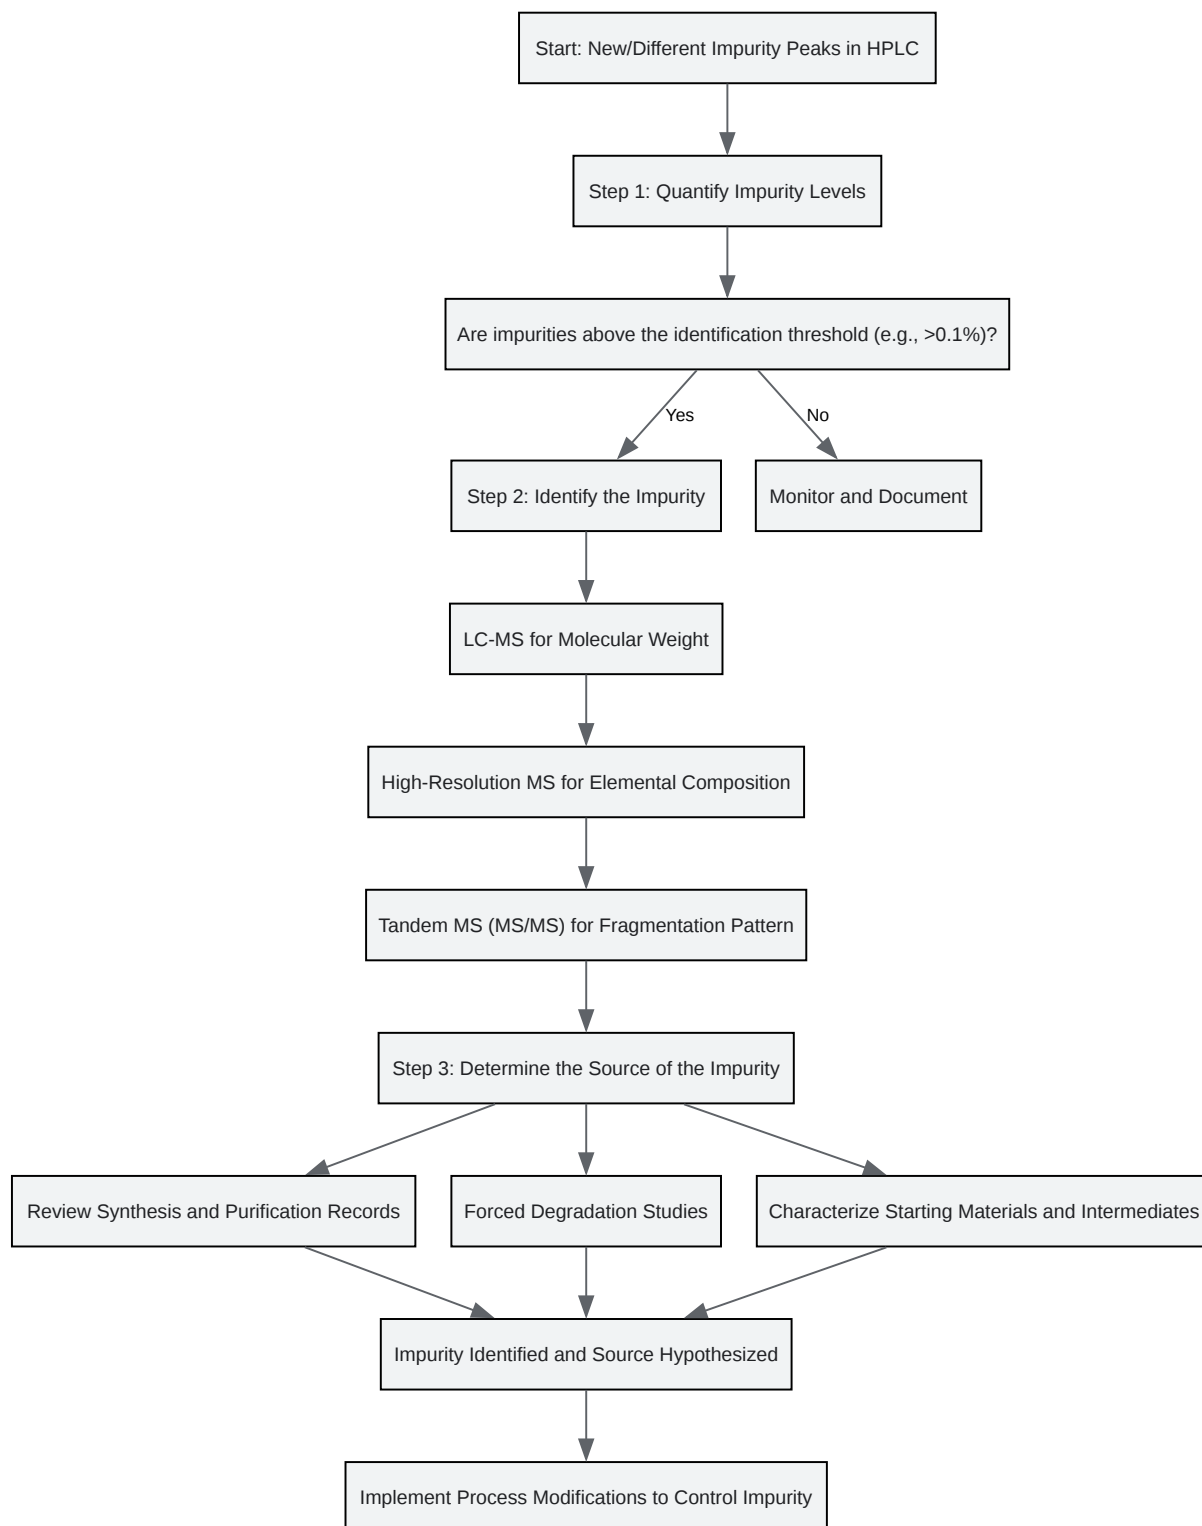 Start: New/Different Impurity Peaks in HPLC
Step 1: Quantify Impurity Levels
Are impurities above the identification threshold (e.g., >0.1%)?
Yes
No
Step 2: Identify the Impurity
Monitor and Document
LC-MS for Molecular Weight
High-Resolution MS for Elemental Composition
Tandem MS (MS/MS) for Fragmentation Pattern
Step 3: Determine the Source of the Impurity
Review Synthesis and Purification Records
Forced Degradation Studies
Characterize Starting Materials and Intermediates
Impurity Identified and Source Hypothesized
Implement Process Modifications to Control Impurity